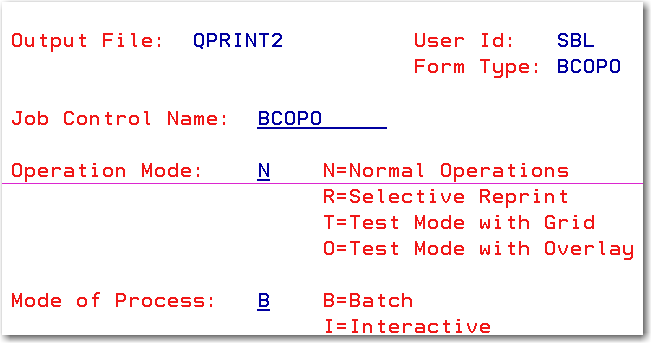 Output File: QPRINT2 User Id: SBL
Form Type: BCOPO
Job Control Name: BCOPO
Operation Mode: N N=Normal Operations
R=Selective Reprint
T=Test Mode with Grid
O=Test Mode with Overlay
Mode of Process: B B=Batch
I=Interactive